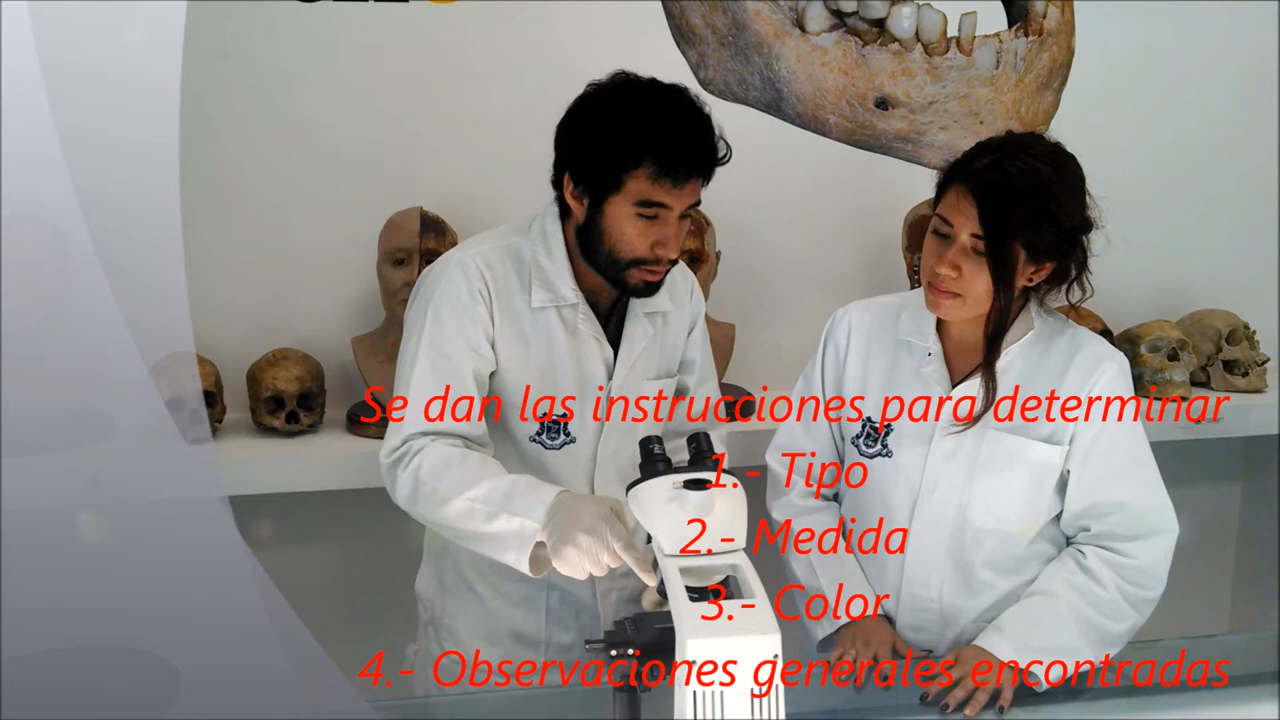 Se dan las instrucciones para determinar
1.- Tipo
2.- Medida
3.- Color
4.- Observaciones generales encontradas